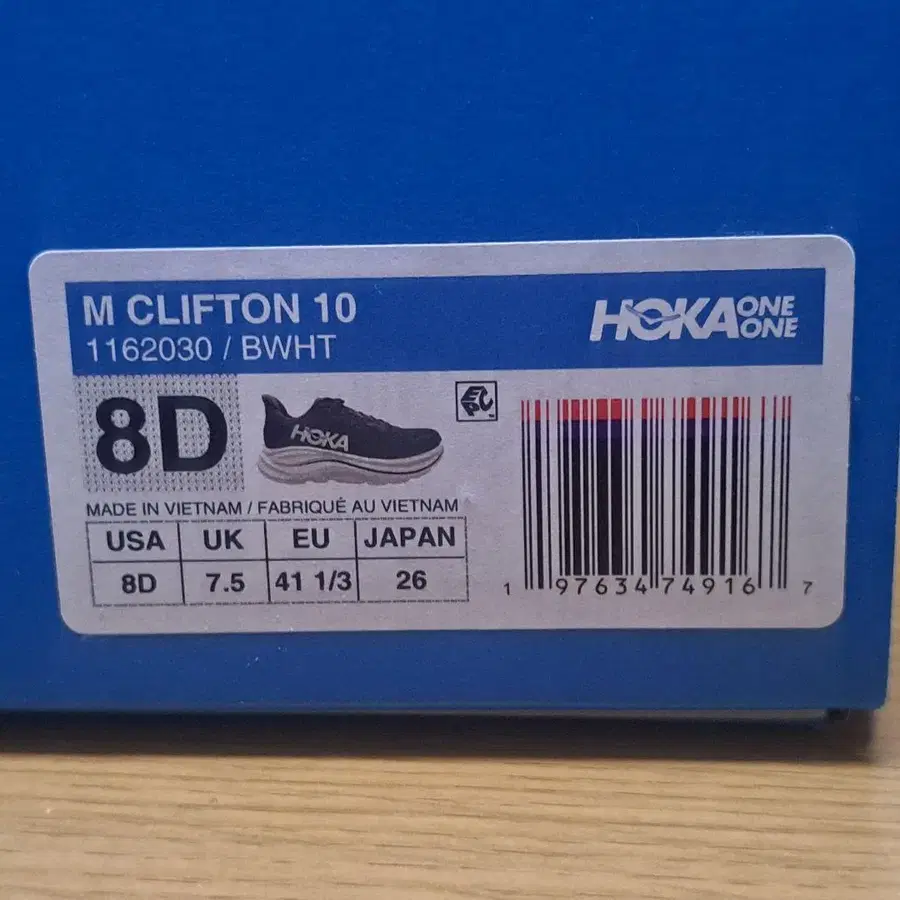 M CLIFTON 10
1162030 / BWHT
HOKA ONE ONE
8D
HOKA
EPC
MADE IN VIETNAM / FABRIQUÉ AU VIETNAM
USA UK EU JAPAN
8D 7.5 41 1/3 26
1 97634 74916 7